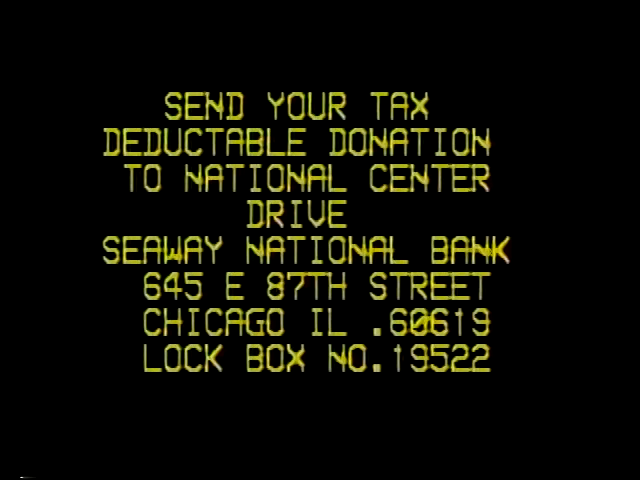 SEND YOUR TAX
DEDUCTABLE DONATION
TO NATIONAL CENTER
DRIVE
SEAWAY NATIONAL BANK
645 E 87TH STREET
CHICAGO IL .60619
LOCK BOX NO.19522